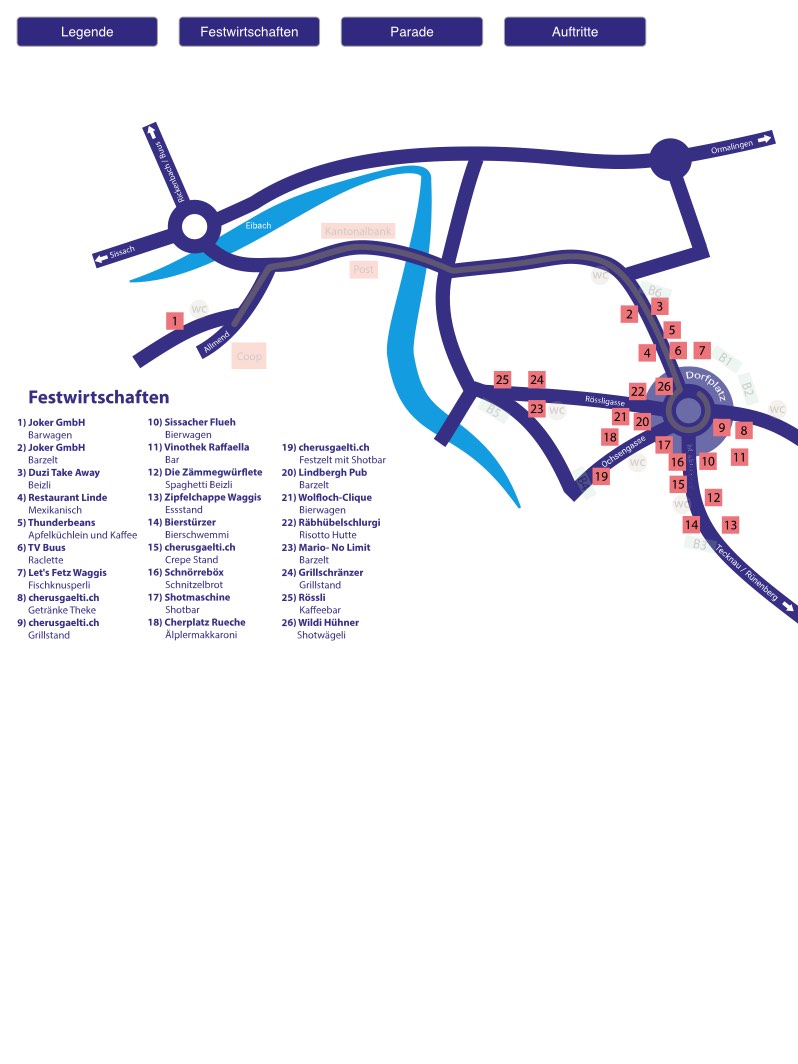 Legende
Festwirtschaften
Parade
Auftritte
Rickenbach / Buus
Ormalingen
Sissach
Eibach
Kantonalbank
Post
WC
WC
B6
1
2
3
Allmend
Coop
5
4
6
7
B1
Dorfplatz
B2
25
24
22
26
Rössligasse
B5
23
WC
21
20
WC
9
8
18
17
Ochsengasse
WC
16
10
11
19
15
12
WC
14
13
B3
Tecknau / Rünenberg
Festwirtschaften
1) Joker GmbH
Barwagen
2) Joker GmbH
Barzelt
3) Duzi Take Away
Beizli
4) Restaurant Linde
Mexikanisch
5) Thunderbeans
Apfelküchlein und Kaffee
6) TV Buus
Raclette
7) Let's Fetz Waggis
Fischknusperli
8) cherusgaelti.ch
Getränke Theke
9) cherusgaelti.ch
Grillstand
10) Sissacher Flueh
Bierwagen
11) Vinothek Raffaella
Bar
12) Die Zämmegwürflete
Spaghetti Beizli
13) Zipfelchappe Waggis
Essstand
14) Bierstürzer
Bierschwemmi
15) cherusgaelti.ch
Crepe Stand
16) Schnörreböx
Schnitzelbrot
17) Shotmaschine
Shotbar
18) Cherplatz Rueche
Älplermakkaroni
19) cherusgaelti.ch
Festzelt mit Shotbar
20) Lindbergh Pub
Barzelt
21) Wolfloch-Clique
Bierwagen
22) Räbhübelschlurgi
Risotto Hutte
23) Mario- No Limit
Barzelt
24) Grillschränzer
Grillstand
25) Rössli
Kaffeebar
26) Wildi Hühner
Shotwägeli